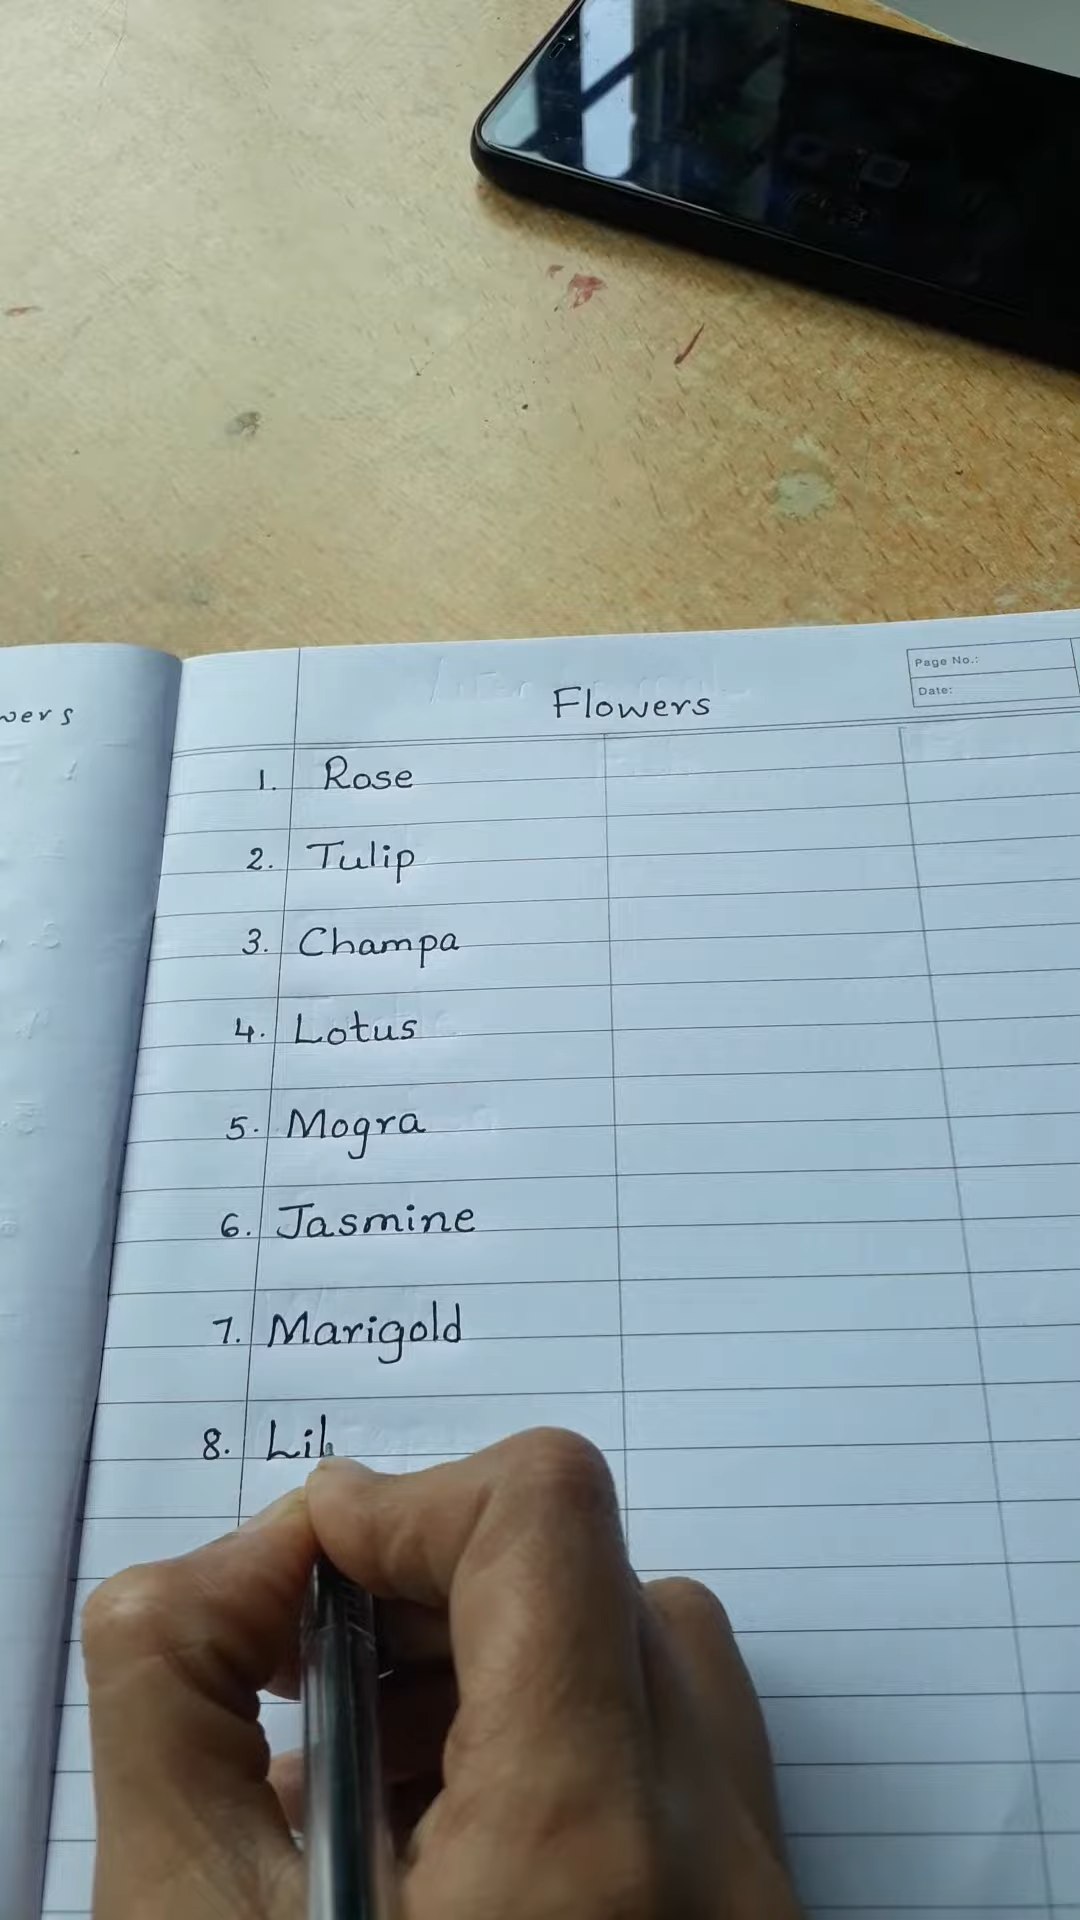 wers
Page No.:
Date:
Flowers
1. Rose
2. Tulip
3. Champa
4. Lotus
5. Mogra
6. Jasmine
7. Marigold
8. Lil